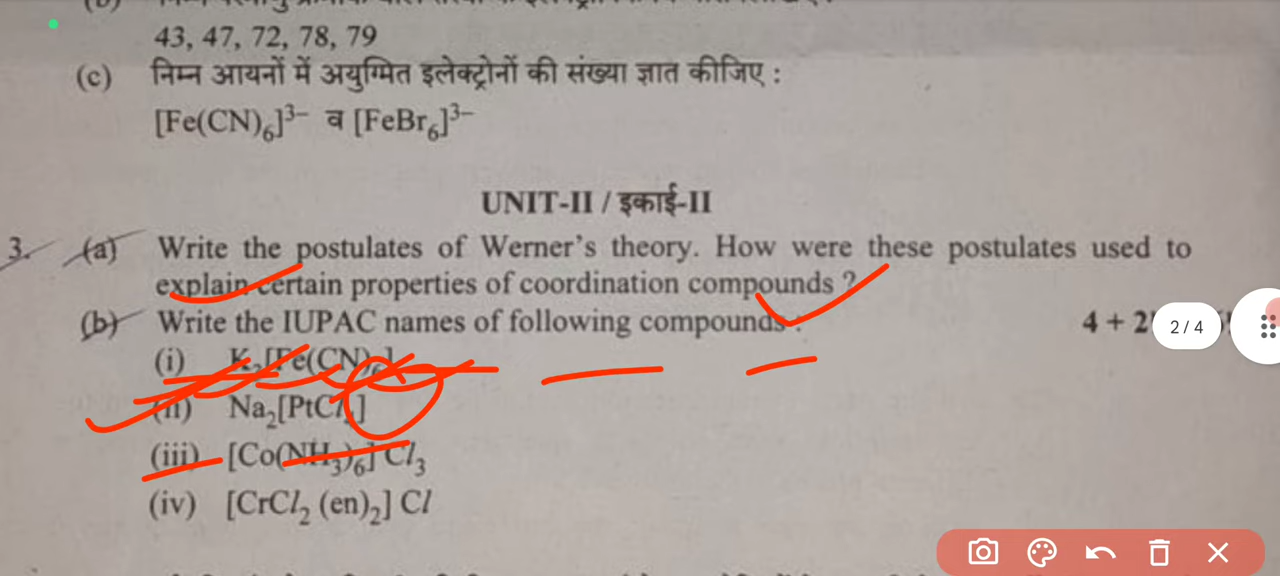 43, 47, 72, 78, 79
(c) निम्न आयनों में अयुग्मित इलेक्ट्रोनों की संख्या ज्ञात कीजिए :
[Fe(CN)₆]³⁻ व [FeBr₆]³⁻
UNIT-II / इकाई-II
3. (a) Write the postulates of Werner's theory. How were these postulates used to
explain certain properties of coordination compounds ?
(b) Write the IUPAC names of following compounds :
4 + 2
2 / 4
(i)
(ii) Na₂[PtCl
(iii) [Co(NH₃)₆] Cl₃
(iv) [CrCl₂ (en)₂] Cl